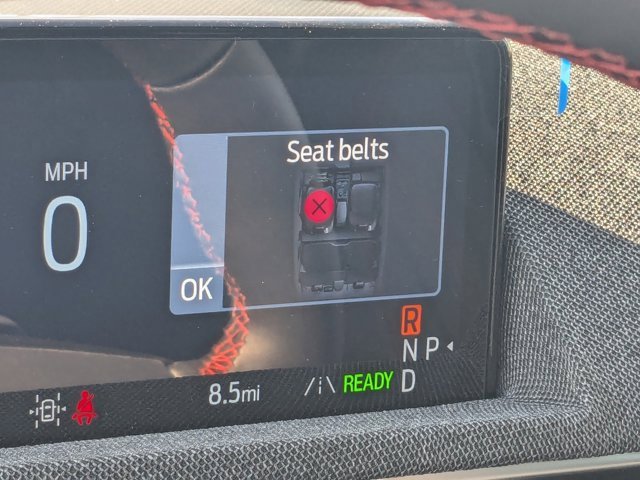 Seat belts
MPH
0
OK
R
N P
8.5mi READY D